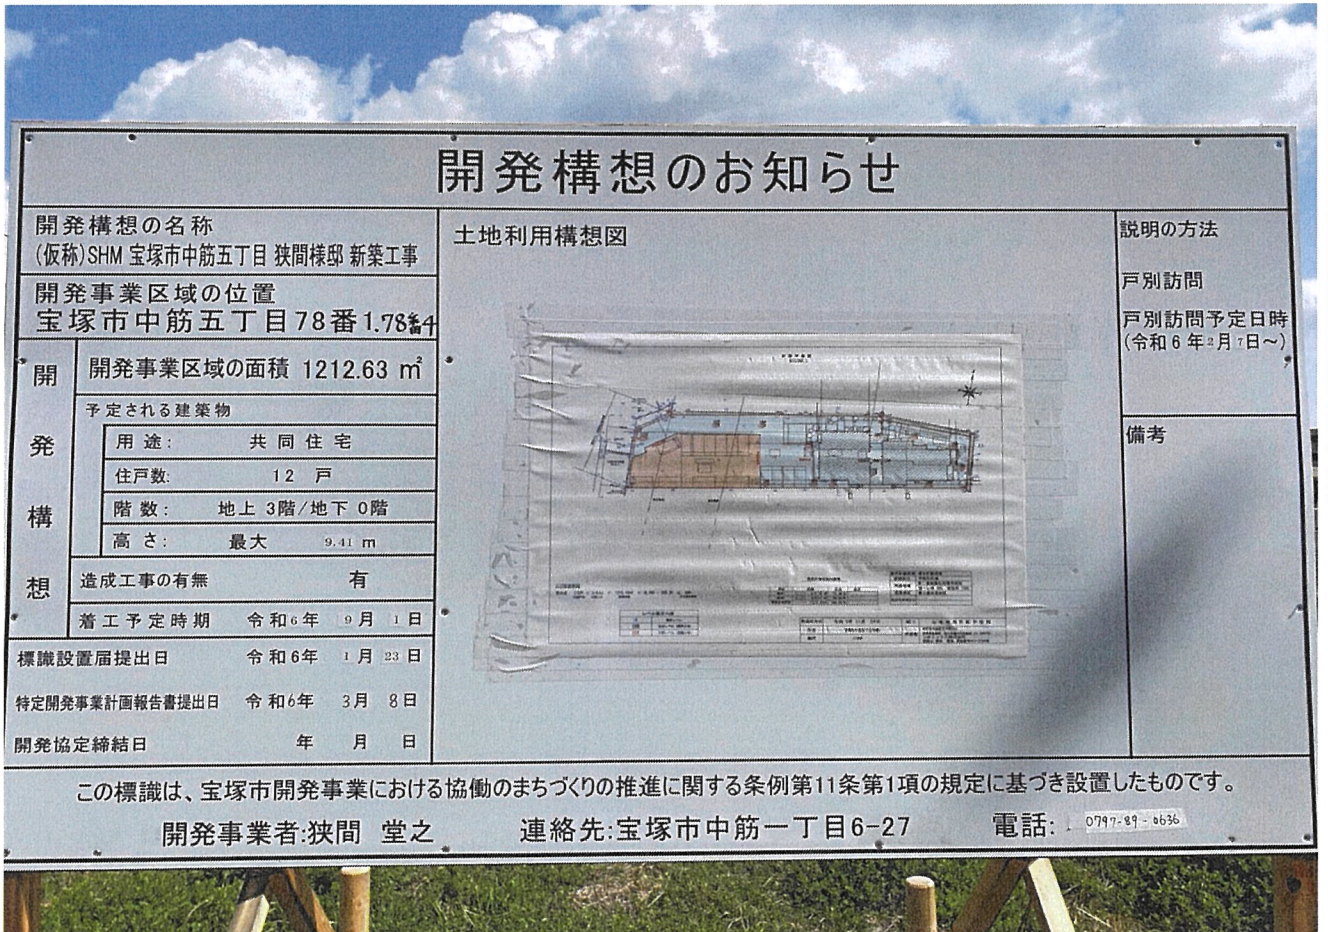 開発構想のお知らせ
開発構想の名称
(仮称)SHM 宝塚市中筋五丁目 狭間様邸 新築工事
開発事業区域の位置
宝塚市中筋五丁目78番1.78番4
開発構想
開発事業区域の面積 1212.63 ㎡
予定される建築物
用途: 共同住宅
住戸数: 12 戸
階数: 地上 3階/地下 0階
高さ: 最大 9.41 m
造成工事の有無 有
着工予定時期 令和6年 9月 1日
標識設置届提出日 令和6年 1月 23日
特定開発事業計画報告書提出日 令和6年 3月 8日
開発協定締結日 年 月 日
土地利用構想図
説明の方法
戸別訪問
戸別訪問予定日時
(令和6年2月7日~)
備考
この標識は、宝塚市開発事業における協働のまちづくりの推進に関する条例第11条第1項の規定に基づき設置したものです。
開発事業者:狭間 堂之 連絡先:宝塚市中筋一丁目6-27 電話: 0797-89-0636